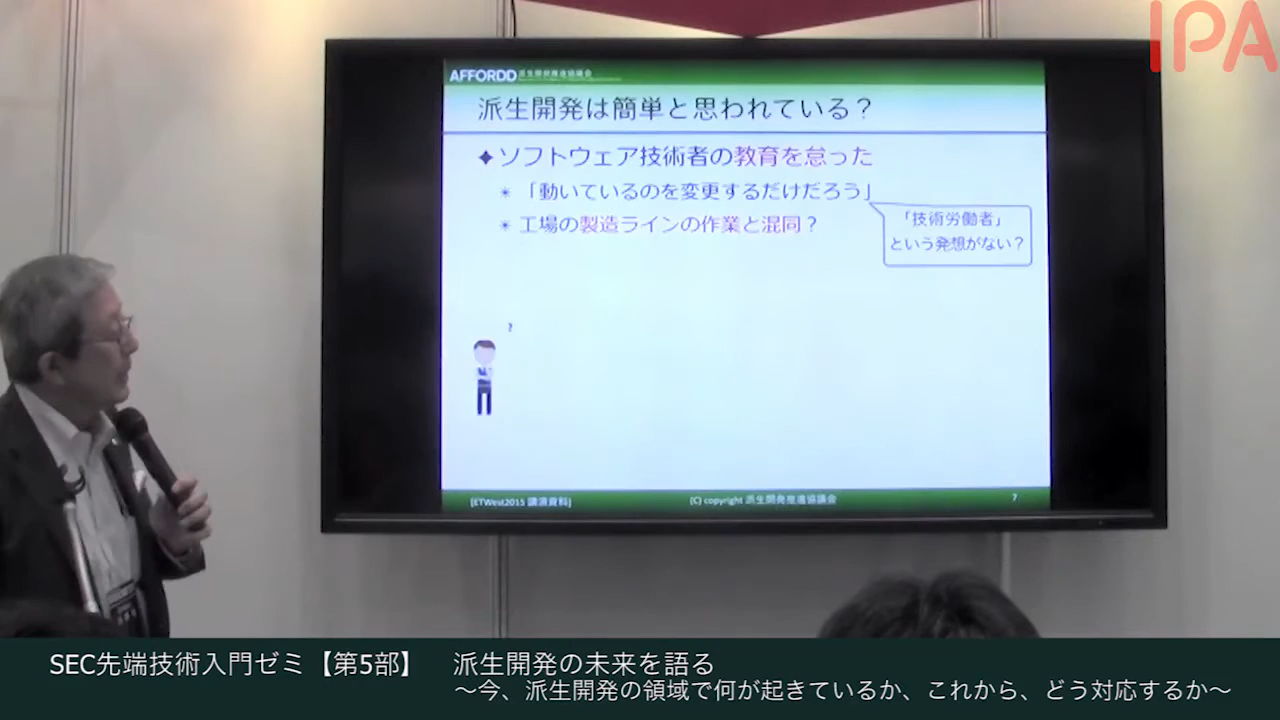 IPA
AFFORDD 派生開発推進協議会
派生開発は簡単と思われている？
ソフトウェア技術者の教育を怠った
「動いているのを変更するだけだろう」
工場の製造ラインの作業と混同？
「技術労働者」
という発想がない？
?
[ETWest2015 講演資料]
(C) copyright 派生開発推進協議会
7
SEC先端技術入門ゼミ【第5部】 派生開発の未来を語る
～今、派生開発の領域で何が起きているか、これから、どう対応するか～